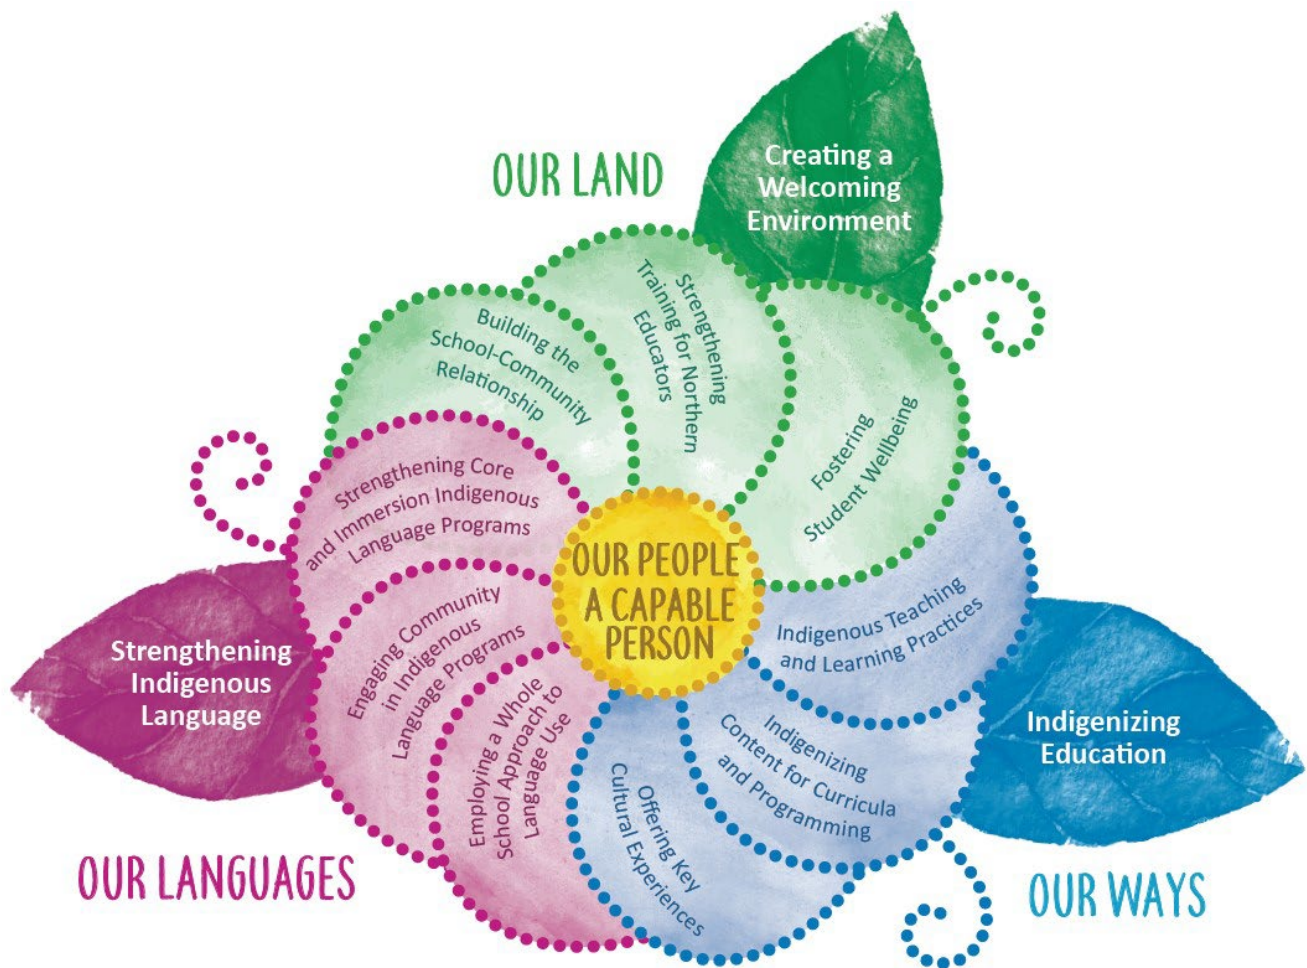 OUR LAND
Creating a
Welcoming
Environment
Building the
School-Community
Relationship
Strengthening
Training for Northern
Educators
Fostering
Student Wellbeing
Strengthening Core
and Immersion Indigenous
Language Programs
Engaging Community
in Indigenous
Language Programs
Employing a Whole
School Approach to
Language Use
OUR PEOPLE
A CAPABLE
PERSON
Indigenous Teaching
and Learning Practices
Indigenizing
Content for Curricula
and Programming
Offering Key
Cultural Experiences
Strengthening
Indigenous
Language
Indigenizing
Education
OUR LANGUAGES
OUR WAYS